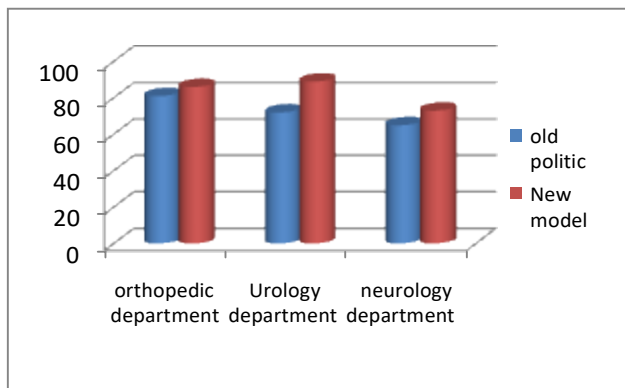 100
80
60
40
20
0
orthopedic
department
Urology
department
neurology
department
old
politic
New
model